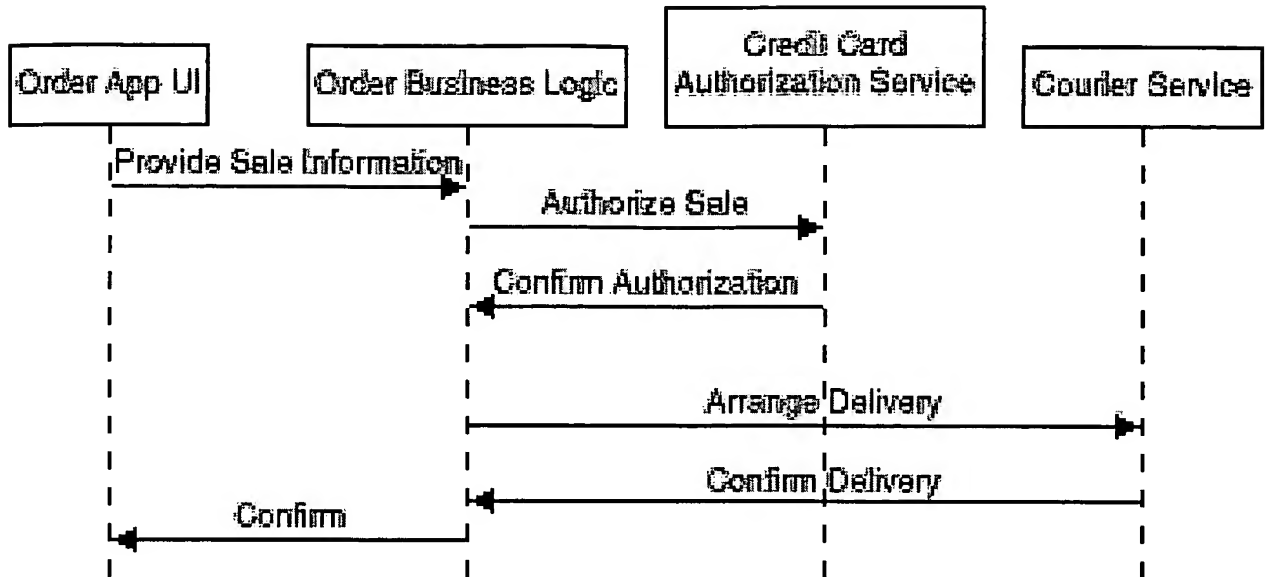 Order App UI
Order Business Logic
Credit Card
Authorization Service
Courier Service
Provide Sale Information
Authorize Sale
Confirm Authorization
Arrange Delivery
Confirm Delivery
Confirm